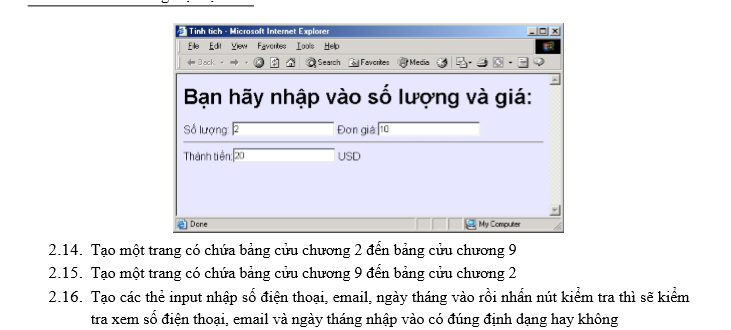 Tinh tich - Microsoft Internet Explorer
File Edit View Favorites Tools Help
Back Search Favorites Media
Bạn hãy nhập vào số lượng và giá:
Số lượng: 2 Đơn giá: 10
Thành tiền: 20 USD
Done My Computer
2.14. Tạo một trang có chứa bảng cửu chương 2 đến bảng cửu chương 9
2.15. Tạo một trang có chứa bảng cửu chương 9 đến bảng cửu chương 2
2.16. Tạo các thẻ input nhập số điện thoại, email, ngày tháng vào rồi nhấn nút kiểm tra thì sẽ kiểm
tra xem số điện thoại, email và ngày tháng nhập vào có đúng định dạng hay không